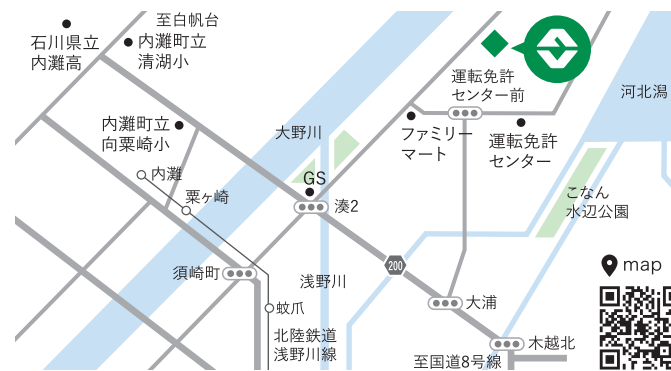 至白帆台
石川県立
内灘高
内灘町立
清湖小
運転免許
センター前
河北潟
内灘町立
向粟崎小
大野川
ファミリー
マート
運転免許
センター
内灘
GS
粟ヶ崎
湊2
こなん
水辺公園
200
map
須崎町
浅野川
蚊爪
大浦
北陸鉄道
浅野川線
木越北
至国道8号線